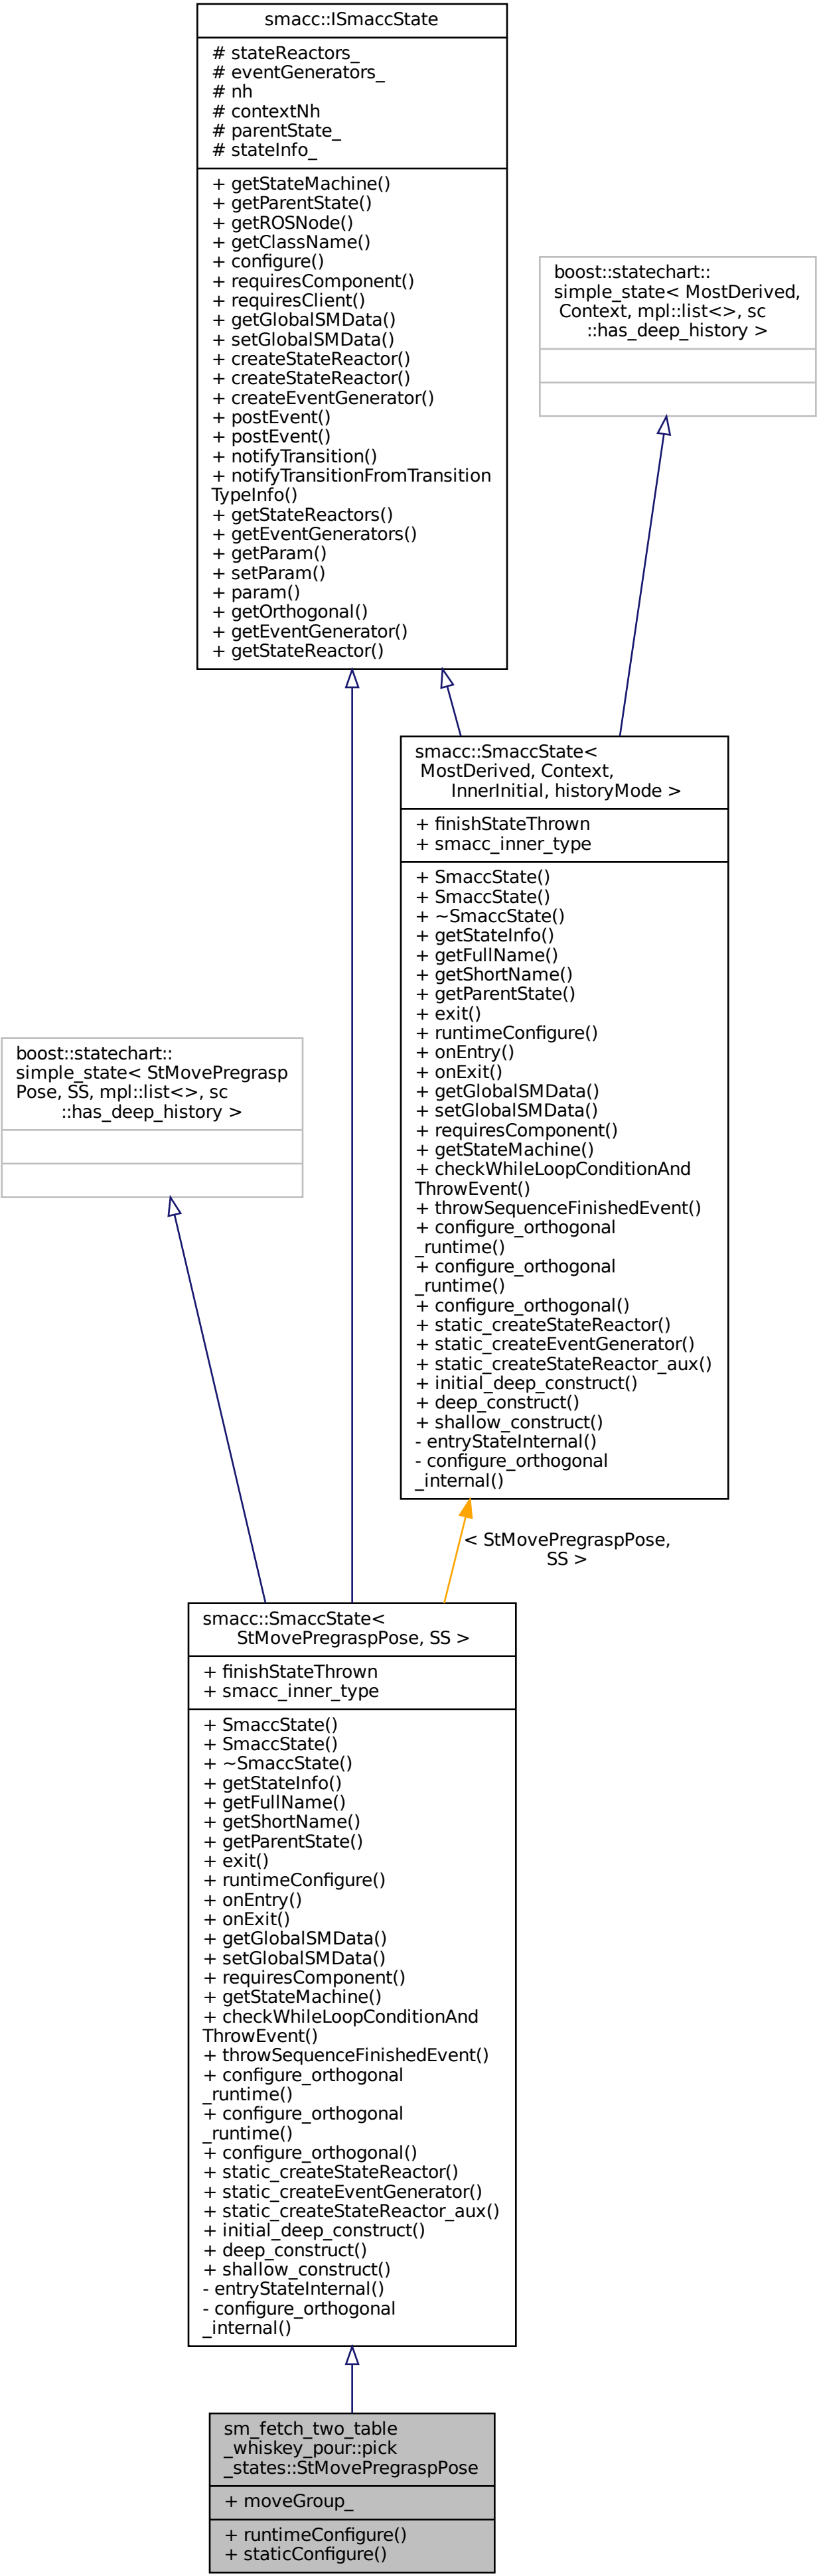 smacc::ISmaccState
# stateReactors_
# eventGenerators_
# nh
# contextNh
# parentState_
# stateInfo_
+ getStateMachine()
+ getParentState()
+ getROSNode()
+ getClassName()
+ configure()
+ requiresComponent()
+ requiresClient()
+ getGlobalSMData()
+ setGlobalSMData()
+ createStateReactor()
+ createStateReactor()
+ createEventGenerator()
+ postEvent()
+ postEvent()
+ notifyTransition()
+ notifyTransitionFromTransition
TypeInfo()
+ getStateReactors()
+ getEventGenerators()
+ getParam()
+ setParam()
+ param()
+ getOrthogonal()
+ getEventGenerator()
+ getStateReactor()
boost::statechart::
simple_state< MostDerived,
Context, mpl::list<>, sc
::has_deep_history >
smacc::SmaccState<
MostDerived, Context,
InnerInitial, historyMode >
+ finishStateThrown
+ smacc_inner_type
+ SmaccState()
+ SmaccState()
+ ~SmaccState()
+ getStateInfo()
+ getFullName()
+ getShortName()
+ getParentState()
+ exit()
+ runtimeConfigure()
+ onEntry()
+ onExit()
+ getGlobalSMData()
+ setGlobalSMData()
+ requiresComponent()
+ getStateMachine()
+ checkWhileLoopConditionAnd
ThrowEvent()
+ throwSequenceFinishedEvent()
+ configure_orthogonal
_runtime()
+ configure_orthogonal
_runtime()
+ configure_orthogonal()
+ static_createStateReactor()
+ static_createEventGenerator()
+ static_createStateReactor_aux()
+ initial_deep_construct()
+ deep_construct()
+ shallow_construct()
- entryStateInternal()
- configure_orthogonal
_internal()
boost::statechart::
simple_state< StMovePregrasp
Pose, SS, mpl::list<>, sc
::has_deep_history >
< StMovePregraspPose,
SS >
smacc::SmaccState<
StMovePregraspPose, SS >
+ finishStateThrown
+ smacc_inner_type
+ SmaccState()
+ SmaccState()
+ ~SmaccState()
+ getStateInfo()
+ getFullName()
+ getShortName()
+ getParentState()
+ exit()
+ runtimeConfigure()
+ onEntry()
+ onExit()
+ getGlobalSMData()
+ setGlobalSMData()
+ requiresComponent()
+ getStateMachine()
+ checkWhileLoopConditionAnd
ThrowEvent()
+ throwSequenceFinishedEvent()
+ configure_orthogonal
_runtime()
+ configure_orthogonal
_runtime()
+ configure_orthogonal()
+ static_createStateReactor()
+ static_createEventGenerator()
+ static_createStateReactor_aux()
+ initial_deep_construct()
+ deep_construct()
+ shallow_construct()
- entryStateInternal()
- configure_orthogonal
_internal()
sm_fetch_two_table
_whiskey_pour::pick
_states::StMovePregraspPose
+ moveGroup_
+ runtimeConfigure()
+ staticConfigure()